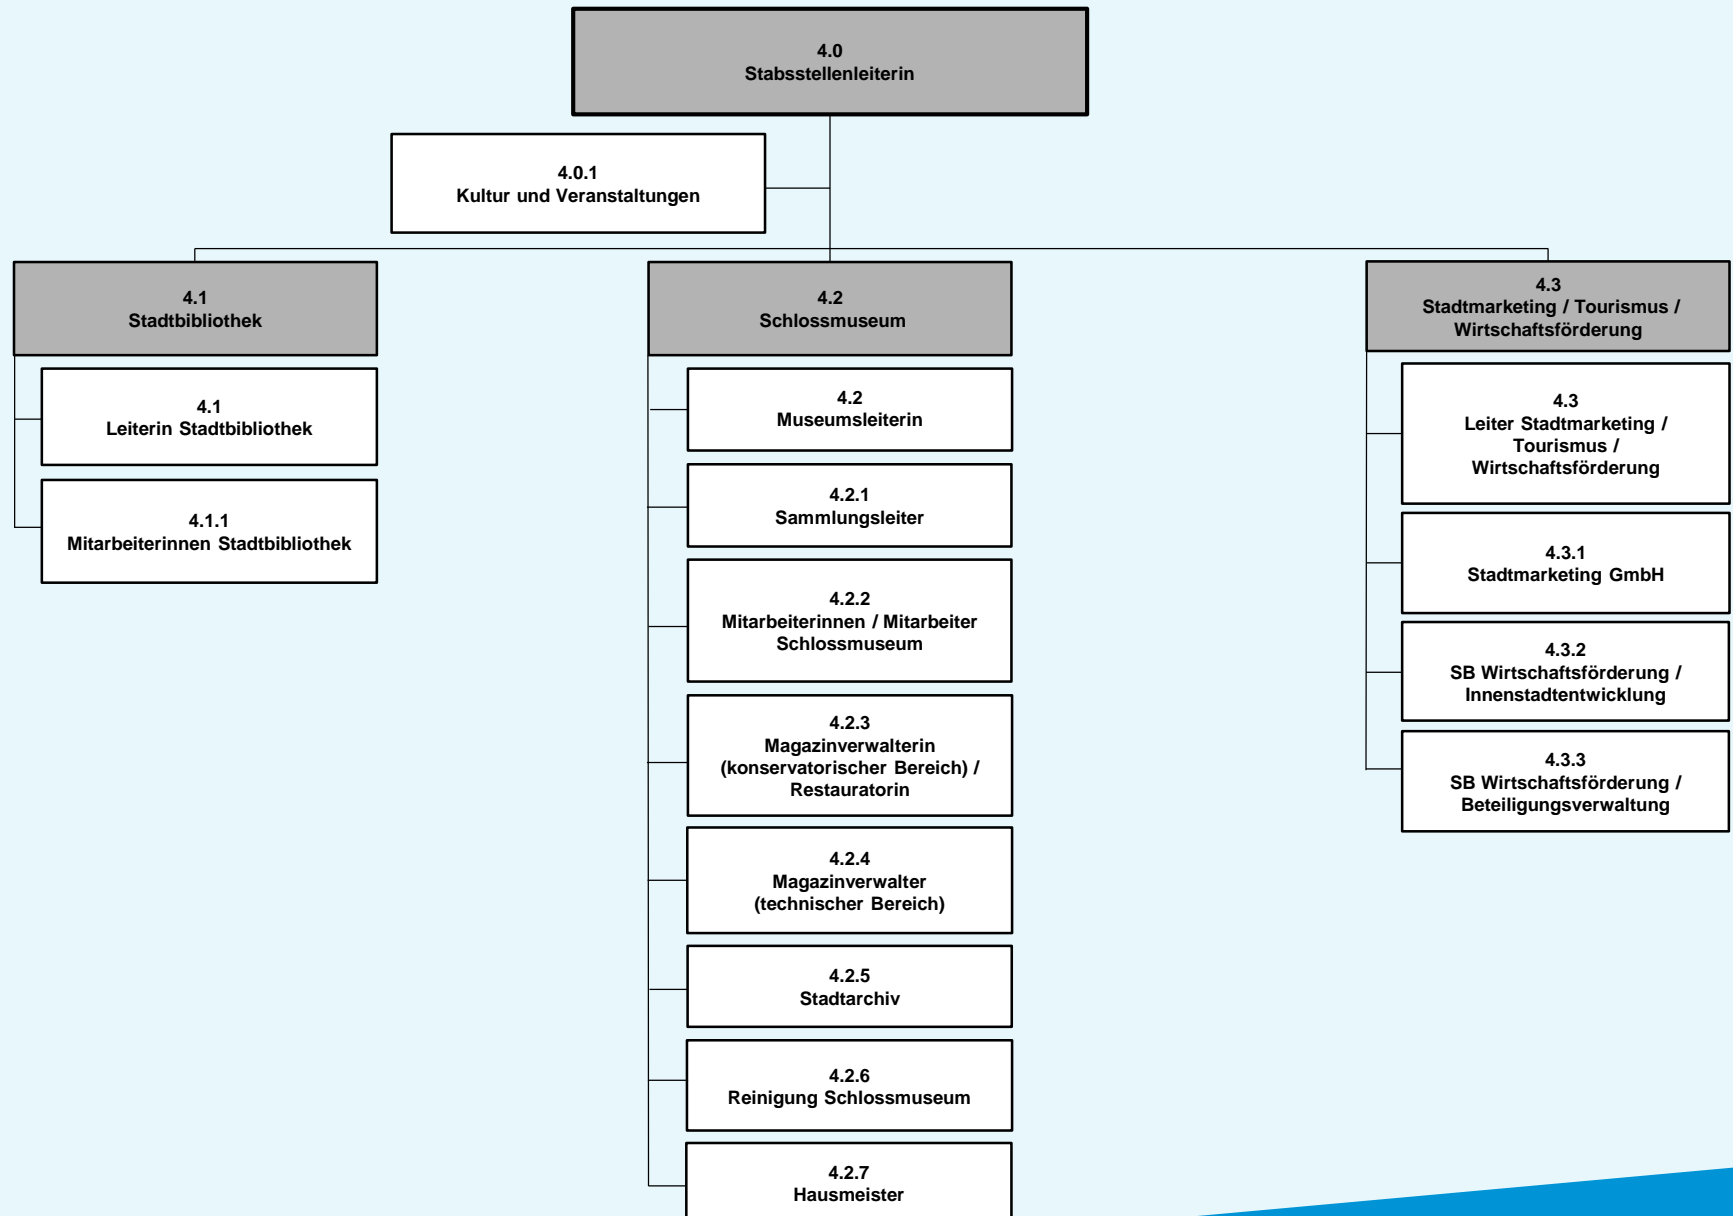 4.0
Stabsstellenleiterin
4.0.1
Kultur und Veranstaltungen
4.1
Stadtbibliothek
4.1
Leiterin Stadtbibliothek
4.1.1
Mitarbeiterinnen Stadtbibliothek
4.2
Schlossmuseum
4.2
Museumsleiterin
4.2.1
Sammlungsleiter
4.2.2
Mitarbeiterinnen / Mitarbeiter
Schlossmuseum
4.2.3
Magazinverwalterin
(konservatorischer Bereich) /
Restauratorin
4.2.4
Magazinverwalter
(technischer Bereich)
4.2.5
Stadtarchiv
4.2.6
Reinigung Schlossmuseum
4.2.7
Hausmeister
4.3
Stadtmarketing / Tourismus /
Wirtschaftsförderung
4.3
Leiter Stadtmarketing /
Tourismus /
Wirtschaftsförderung
4.3.1
Stadtmarketing GmbH
4.3.2
SB Wirtschaftsförderung /
Innenstadtentwicklung
4.3.3
SB Wirtschaftsförderung /
Beteiligungsverwaltung